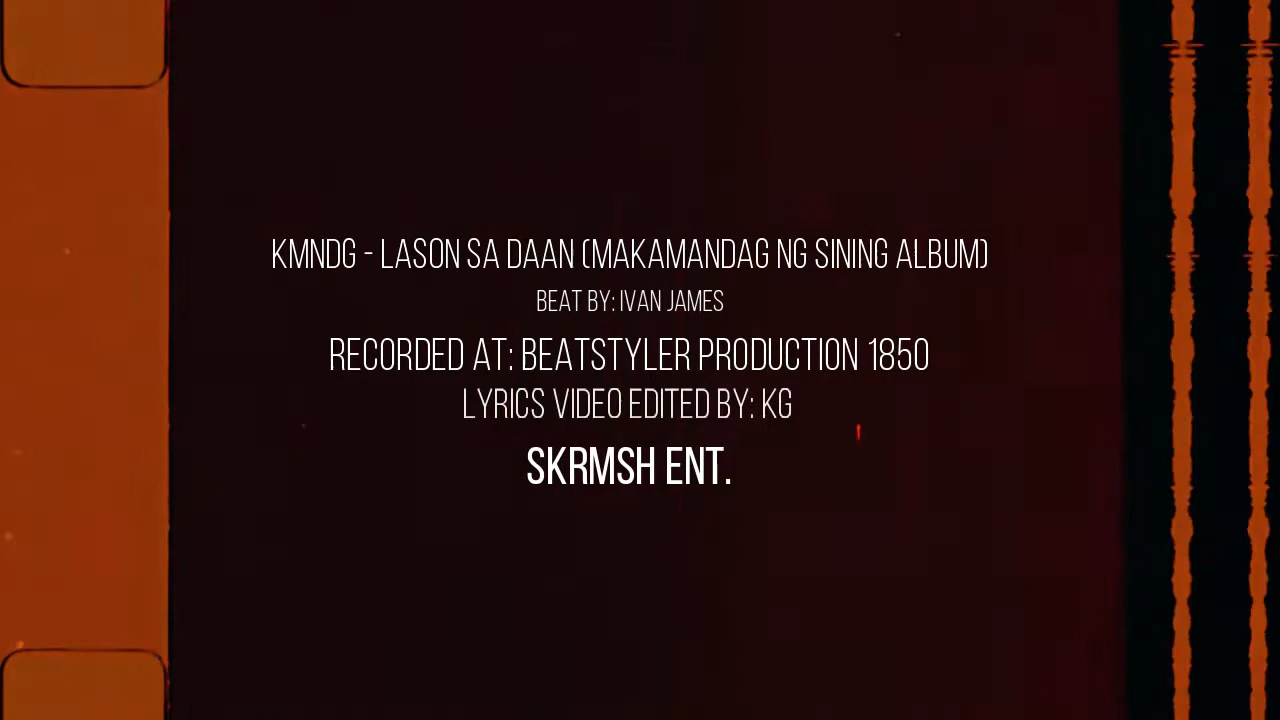 KMNDG - LASON SA DAAN (MAKAMANDAG NG SINING ALBUM)
BEAT BY: IVAN JAMES
RECORDED AT: BEATSTYLER PRODUCTION 1850
LYRICS VIDEO EDITED BY: KG
SKRMSH ENT.